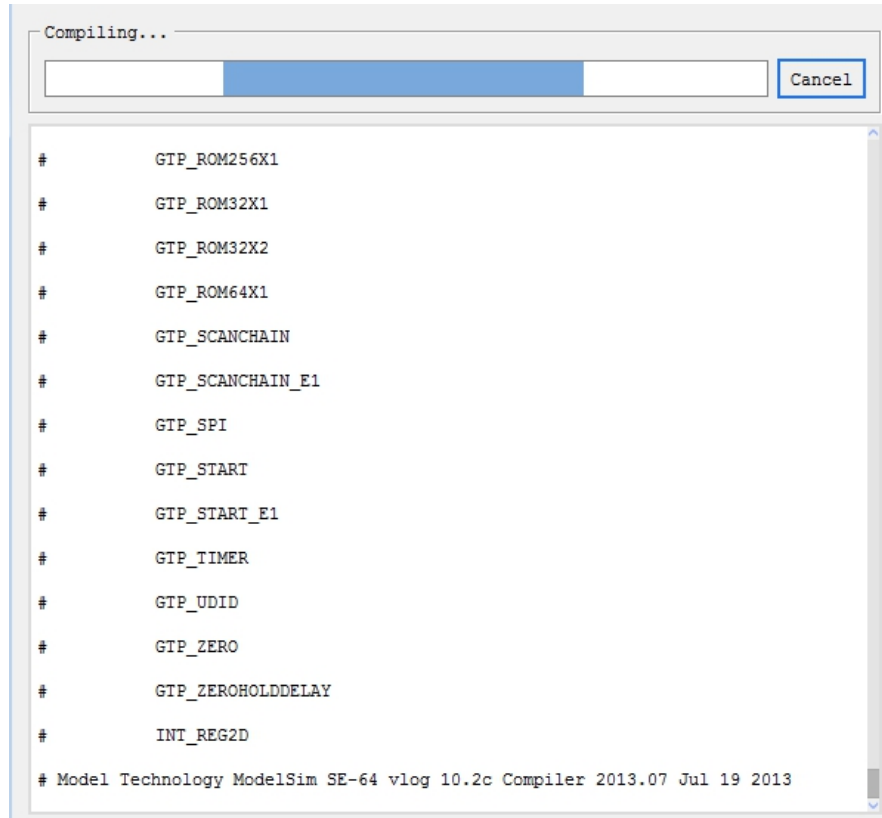 Compiling...
Cancel
# GTP_ROM256X1
# GTP_ROM32X1
# GTP_ROM32X2
# GTP_ROM64X1
# GTP_SCANCHAIN
# GTP_SCANCHAIN_E1
# GTP_SPI
# GTP_START
# GTP_START_E1
# GTP_TIMER
# GTP_UDID
# GTP_ZERO
# GTP_ZEROHOLDDELAY
# INT_REG2D
# Model Technology ModelSim SE-64 vlog 10.2c Compiler 2013.07 Jul 19 2013